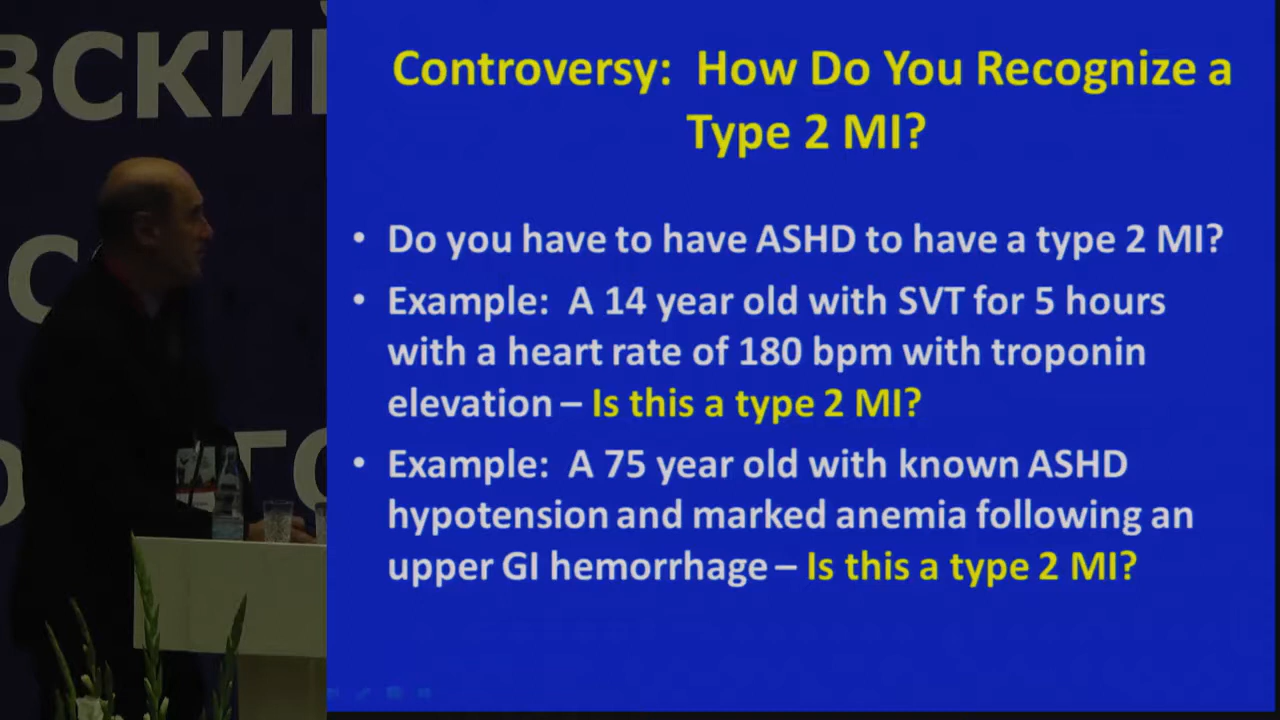 ВСКИЙ
С
ГО
Controversy: How Do You Recognize a
Type 2 MI?
• Do you have to have ASHD to have a type 2 MI?
• Example: A 14 year old with SVT for 5 hours
with a heart rate of 180 bpm with troponin
elevation – Is this a type 2 MI?
• Example: A 75 year old with known ASHD
hypotension and marked anemia following an
upper GI hemorrhage – Is this a type 2 MI?